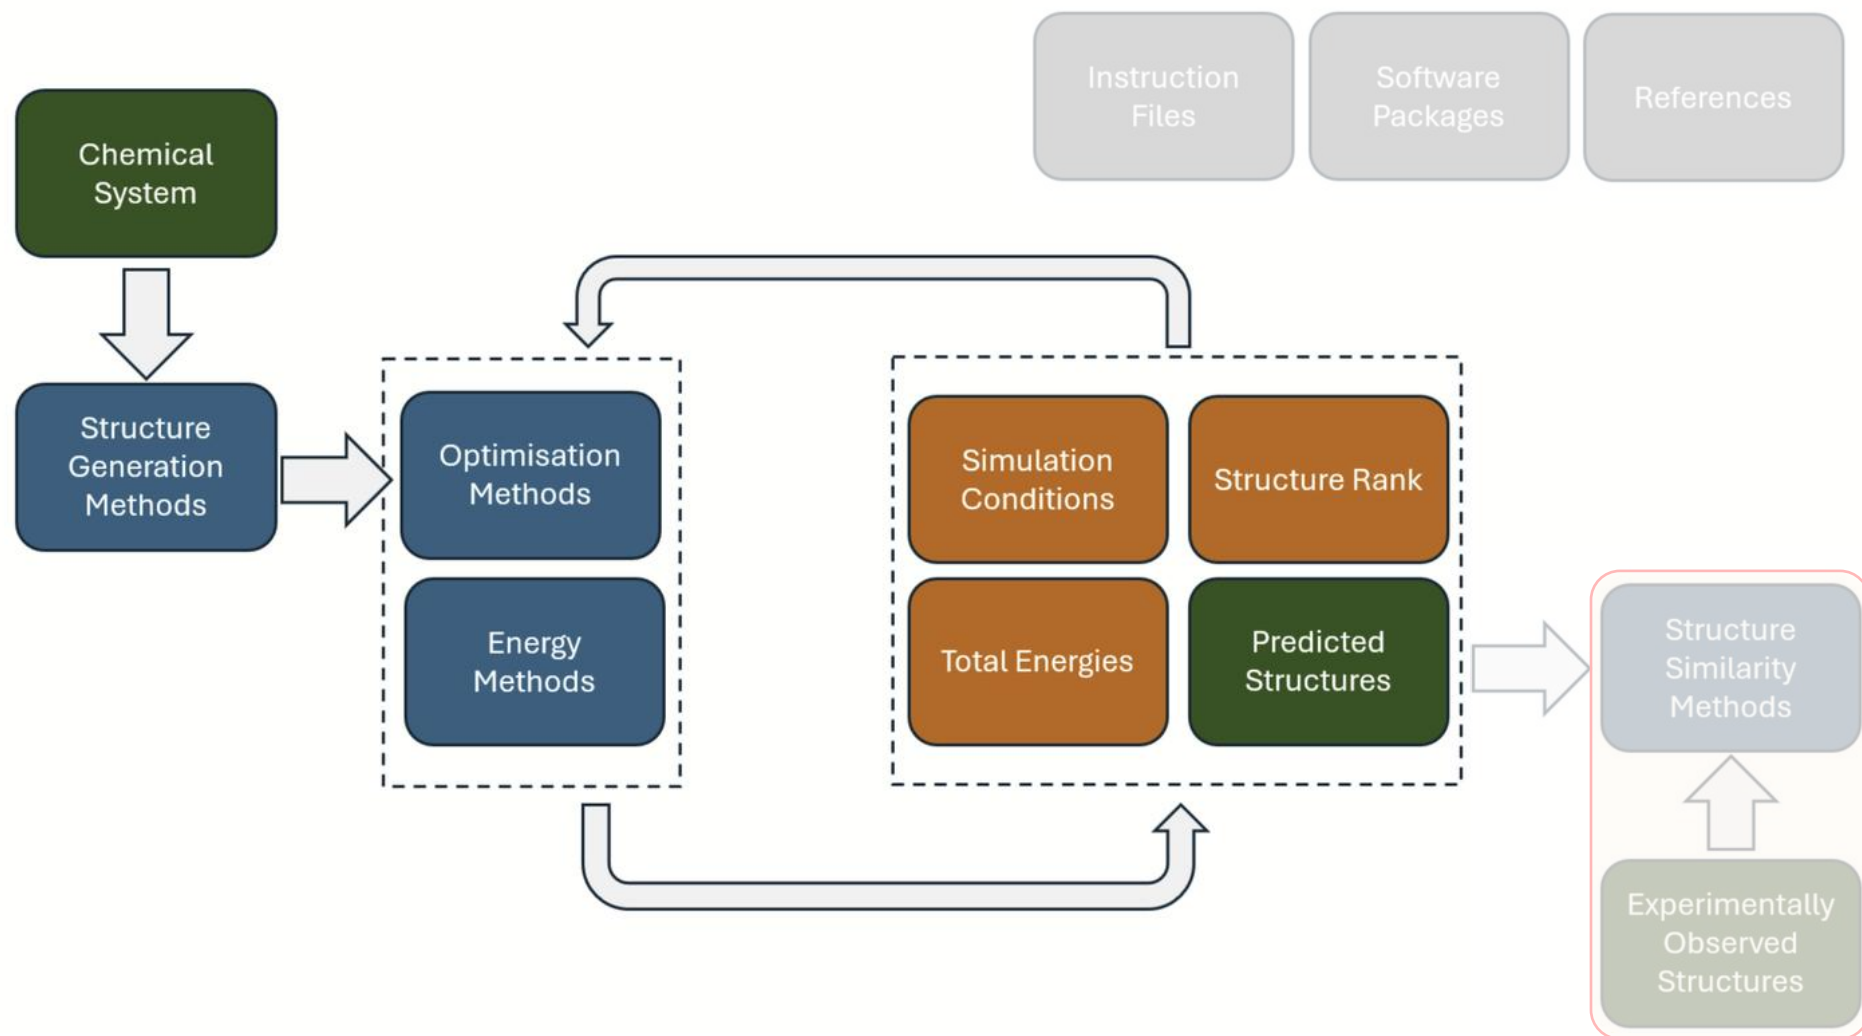 Instruction
Files
Software
Packages
References
Chemical
System
Structure
Generation
Methods
Optimisation
Methods
Energy
Methods
Simulation
Conditions
Structure Rank
Total Energies
Predicted
Structures
Structure
Similarity
Methods
Experimentally
Observed
Structures